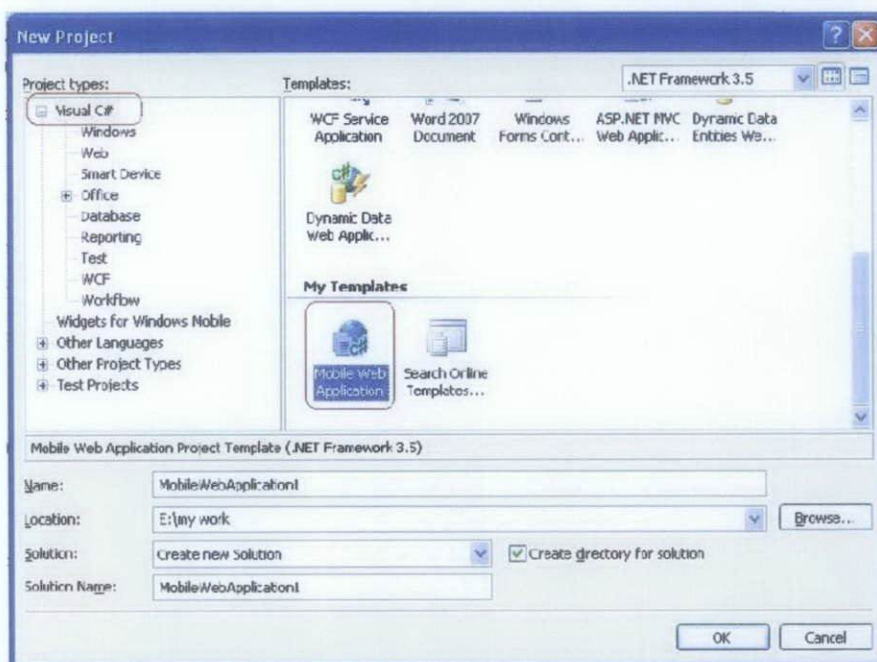 New Project
Project types:
Templates:
.NET Framework 3.5
Visual C#
Windows
Web
Smart Device
Office
Database
Reporting
Test
WCF
Workflow
Widgets for Windows Mobile
Other Languages
Other Project Types
Test Projects
WCF Service Application
Word 2007 Document
Windows Forms Cont...
ASP.NET MVC Web Applic...
Dynamic Data Entities We...
Dynamic Data Web Applic...
My Templates
Mobile Web Application
Search Online Templates...
Mobile Web Application Project Template (.NET Framework 3.5)
Name:
MobileWebApplication1
Location:
E:\my work
Browse...
Solution:
Create new Solution
Create directory for solution
Solution Name:
MobileWebApplication1
OK
Cancel